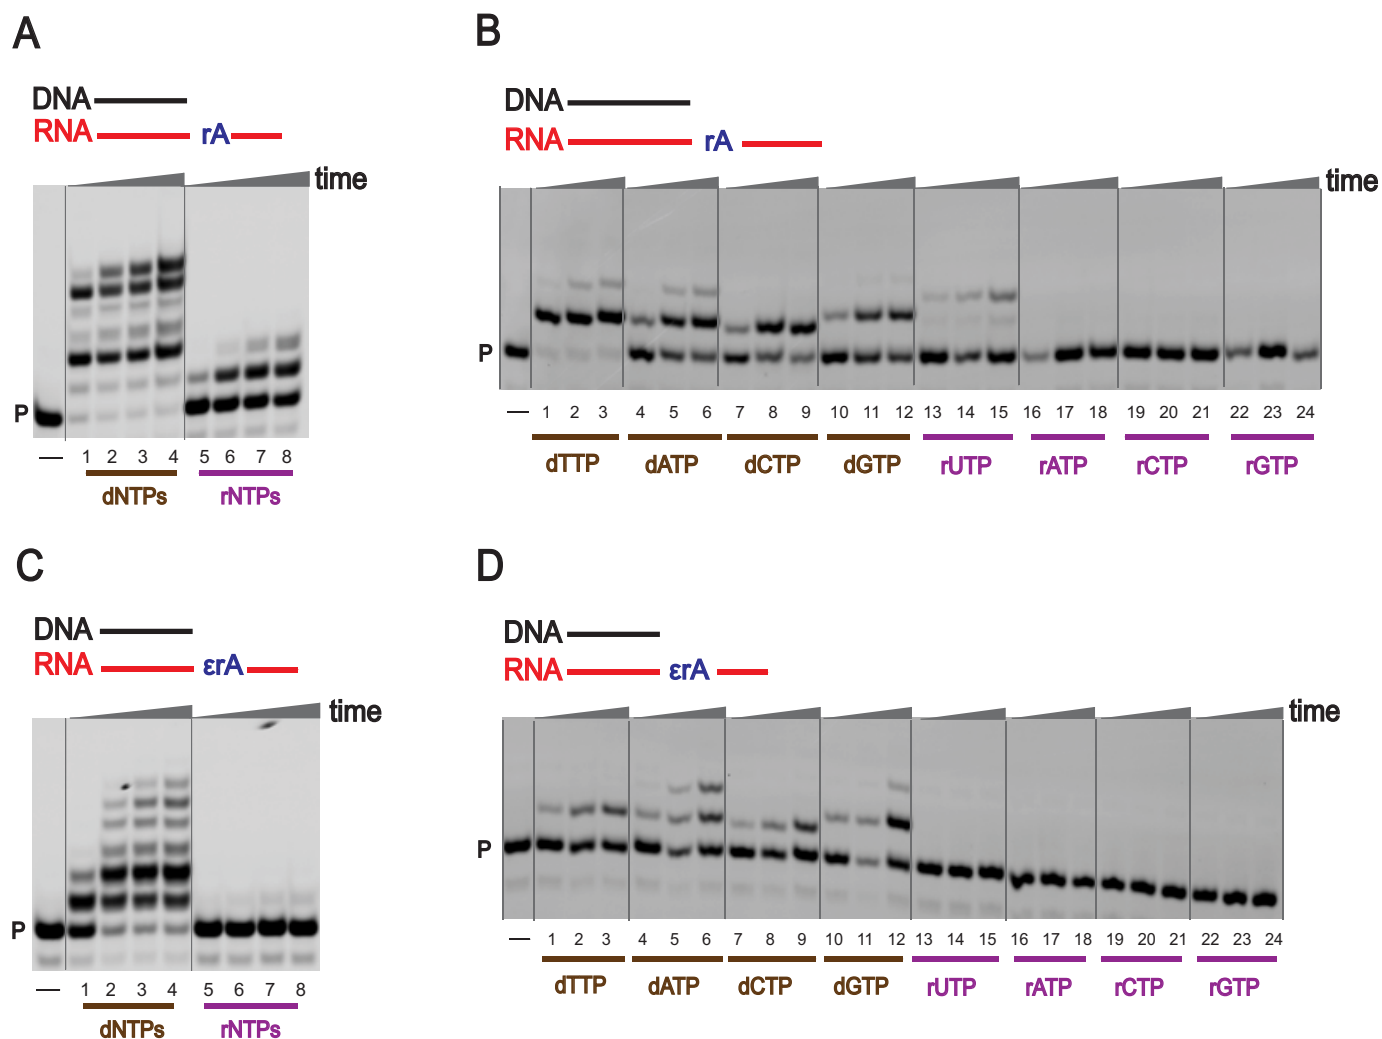 A
DNA
RNA rA
time
P
— 1 2 3 4 5 6 7 8
dNTPs rNTPs
B
DNA
RNA rA
time
P
— 1 2 3 4 5 6 7 8 9 10 11 12 13 14 15 16 17 18 19 20 21 22 23 24
dTTP dATP dCTP dGTP rUTP rATP rCTP rGTP
C
DNA
RNA εrA
time
P
— 1 2 3 4 5 6 7 8
dNTPs rNTPs
D
DNA
RNA εrA
time
P
— 1 2 3 4 5 6 7 8 9 10 11 12 13 14 15 16 17 18 19 20 21 22 23 24
dTTP dATP dCTP dGTP rUTP rATP rCTP rGTP